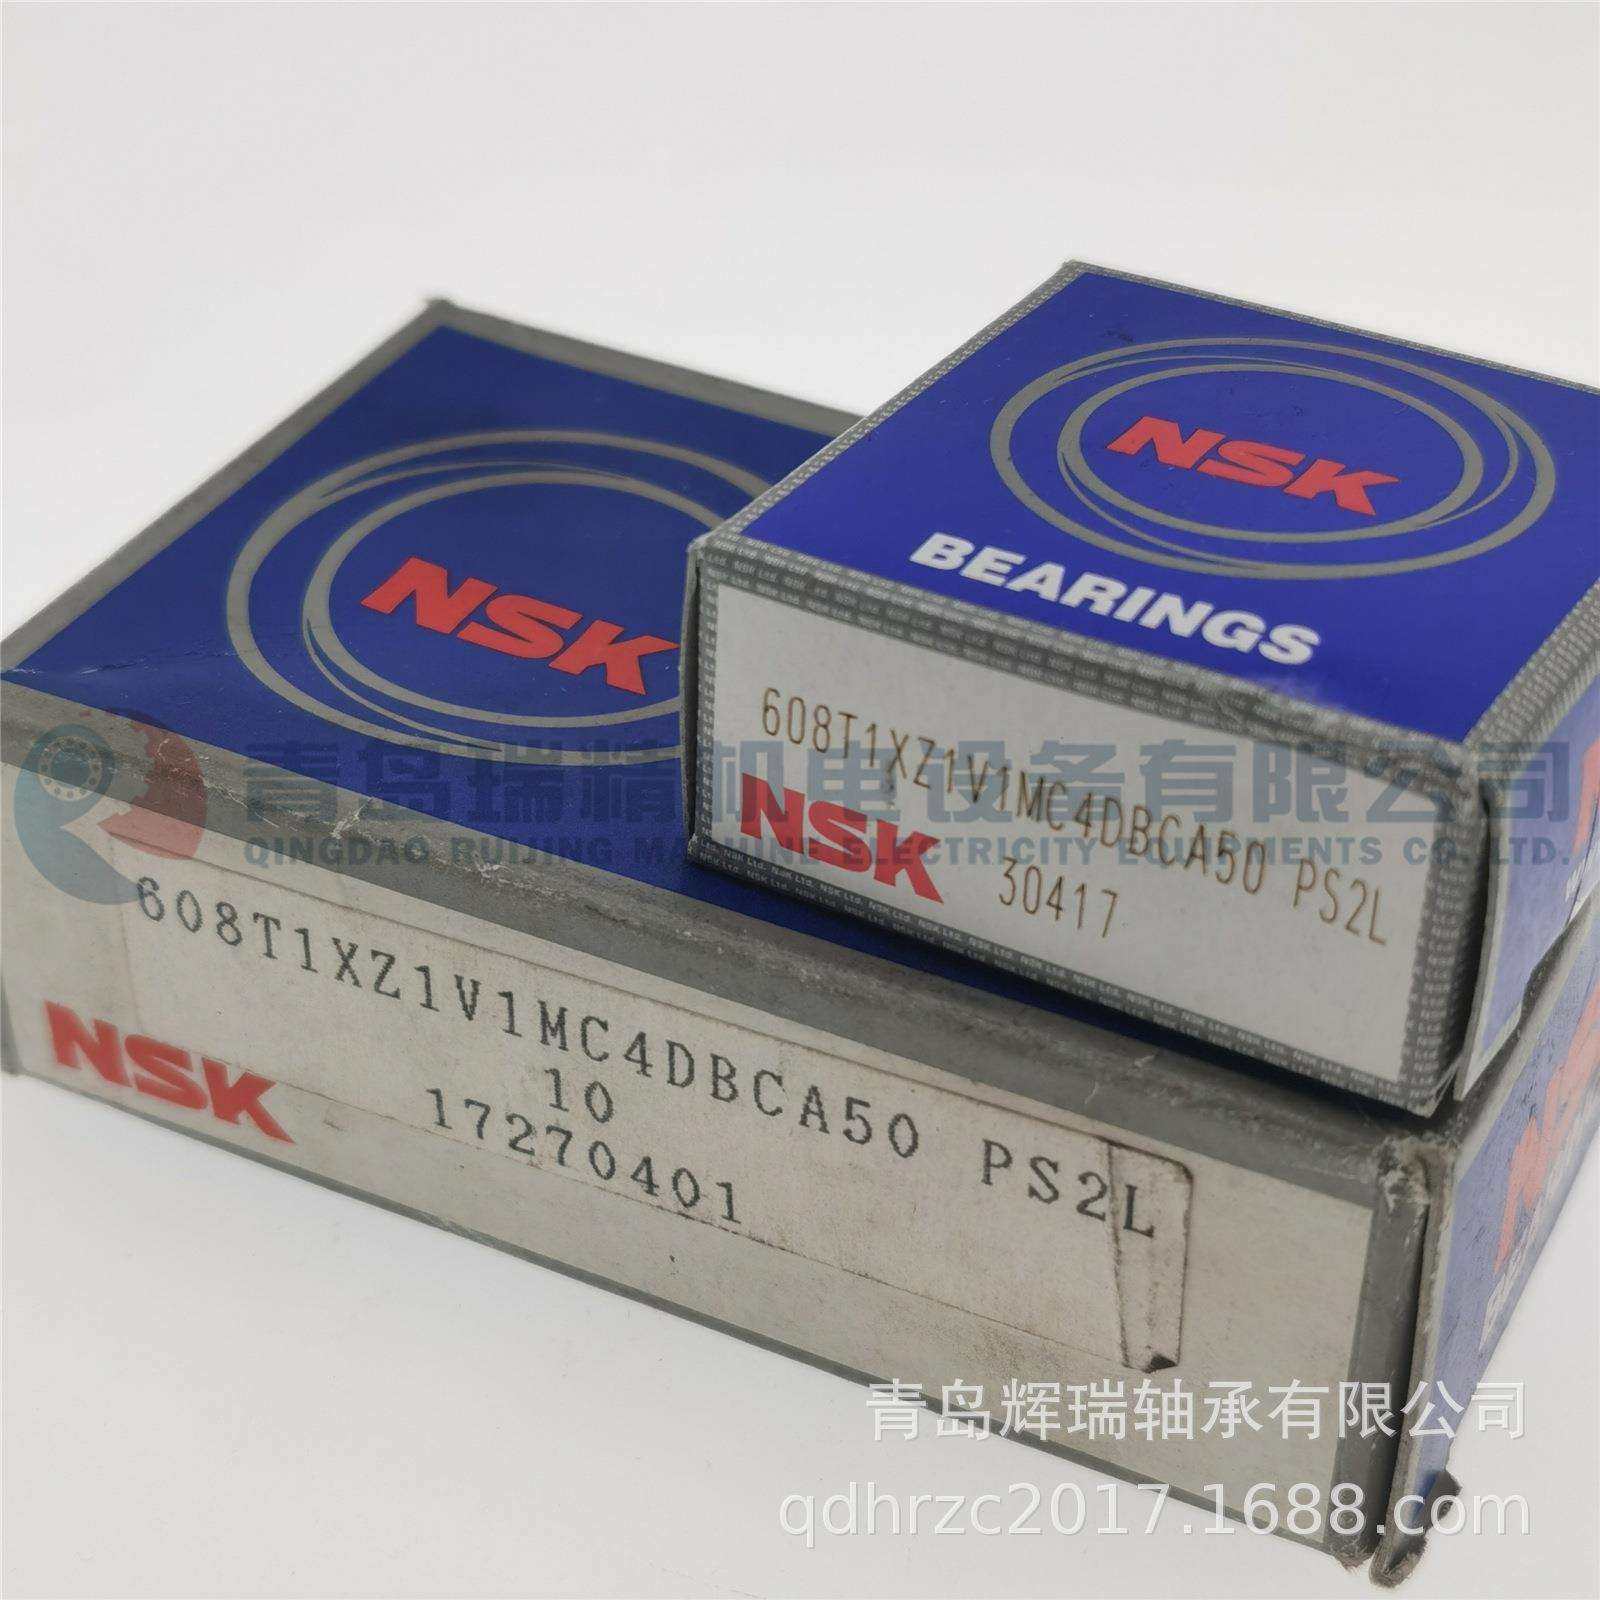 NSK
BEARINGS
608T1XZ1V1MC4DBCA50 PS2L
NSK
30417
NSK
青岛瑞精机电设备有限公司
QINGDAO RUIJING MACHINE ELECTRICITY EQUIPMENTS CO.,LTD.
608T1XZ1V1MC4DBCA50 PS2L
10
NSK
17270401
青岛辉瑞轴承有限公司
qdhrzc2017.1688.com